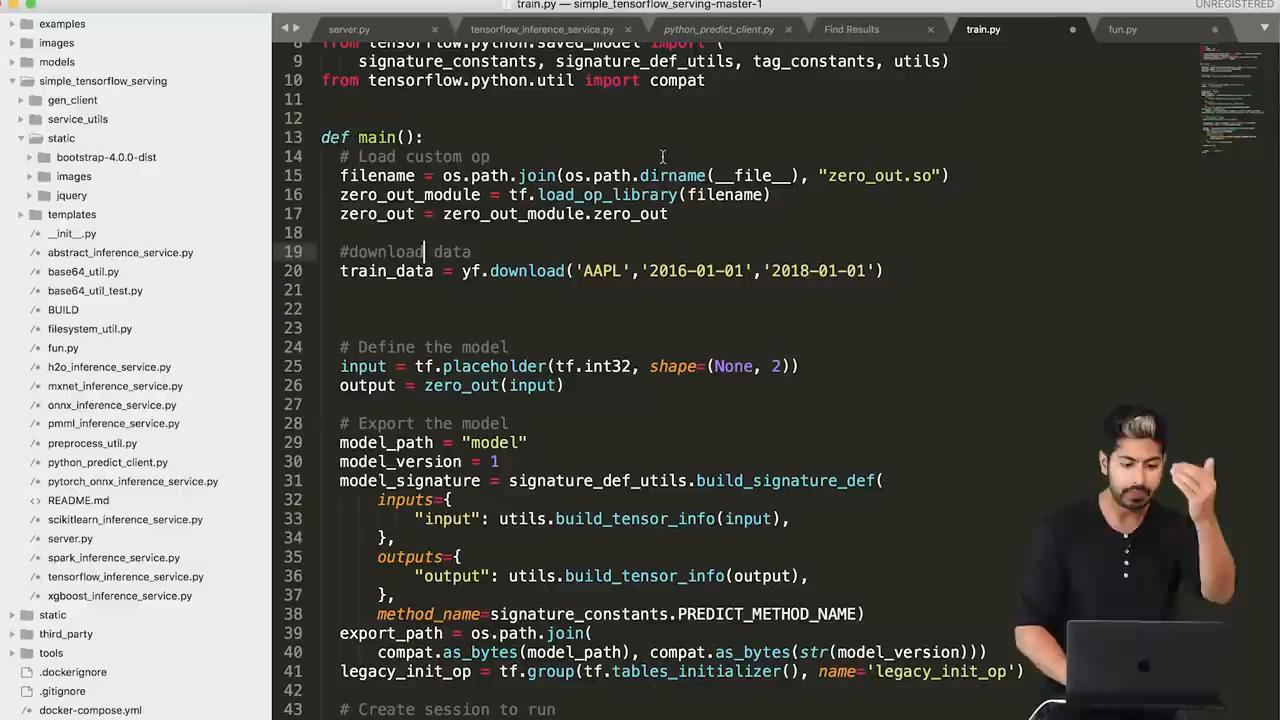 train.py — simple_tensorflow_serving-master-1
UNREGISTERED
examples
images
models
simple_tensorflow_serving
gen_client
service_utils
static
bootstrap-4.0.0-dist
images
jquery
templates
__init__.py
abstract_inference_service.py
base64_util.py
base64_util_test.py
BUILD
filesystem_util.py
fun.py
h2o_inference_service.py
mxnet_inference_service.py
onnx_inference_service.py
pmml_inference_service.py
preprocess_util.py
python_predict_client.py
pytorch_onnx_inference_service.py
README.md
scikitlearn_inference_service.py
server.py
spark_inference_service.py
tensorflow_inference_service.py
xgboost_inference_service.py
static
third_party
tools
.dockerignore
.gitignore
docker-compose.yml
server.py tensorflow_inference_service.py python_predict_client.py Find Results train.py fun.py
8 from tensorflow.python.saved_model import (
9 signature_constants, signature_def_utils, tag_constants, utils)
10 from tensorflow.python.util import compat
11
12
13 def main():
14 # Load custom op
15 filename = os.path.join(os.path.dirname(__file__), "zero_out.so")
16 zero_out_module = tf.load_op_library(filename)
17 zero_out = zero_out_module.zero_out
18
19 #download data
20 train_data = yf.download('AAPL','2016-01-01','2018-01-01')
21
22
23
24 # Define the model
25 input = tf.placeholder(tf.int32, shape=(None, 2))
26 output = zero_out(input)
27
28 # Export the model
29 model_path = "model"
30 model_version = 1
31 model_signature = signature_def_utils.build_signature_def(
32 inputs={
33 "input": utils.build_tensor_info(input),
34 },
35 outputs={
36 "output": utils.build_tensor_info(output),
37 },
38 method_name=signature_constants.PREDICT_METHOD_NAME)
39 export_path = os.path.join(
40 compat.as_bytes(model_path), compat.as_bytes(str(model_version)))
41 legacy_init_op = tf.group(tf.tables_initializer(), name='legacy_init_op')
42
43 # Create session to run